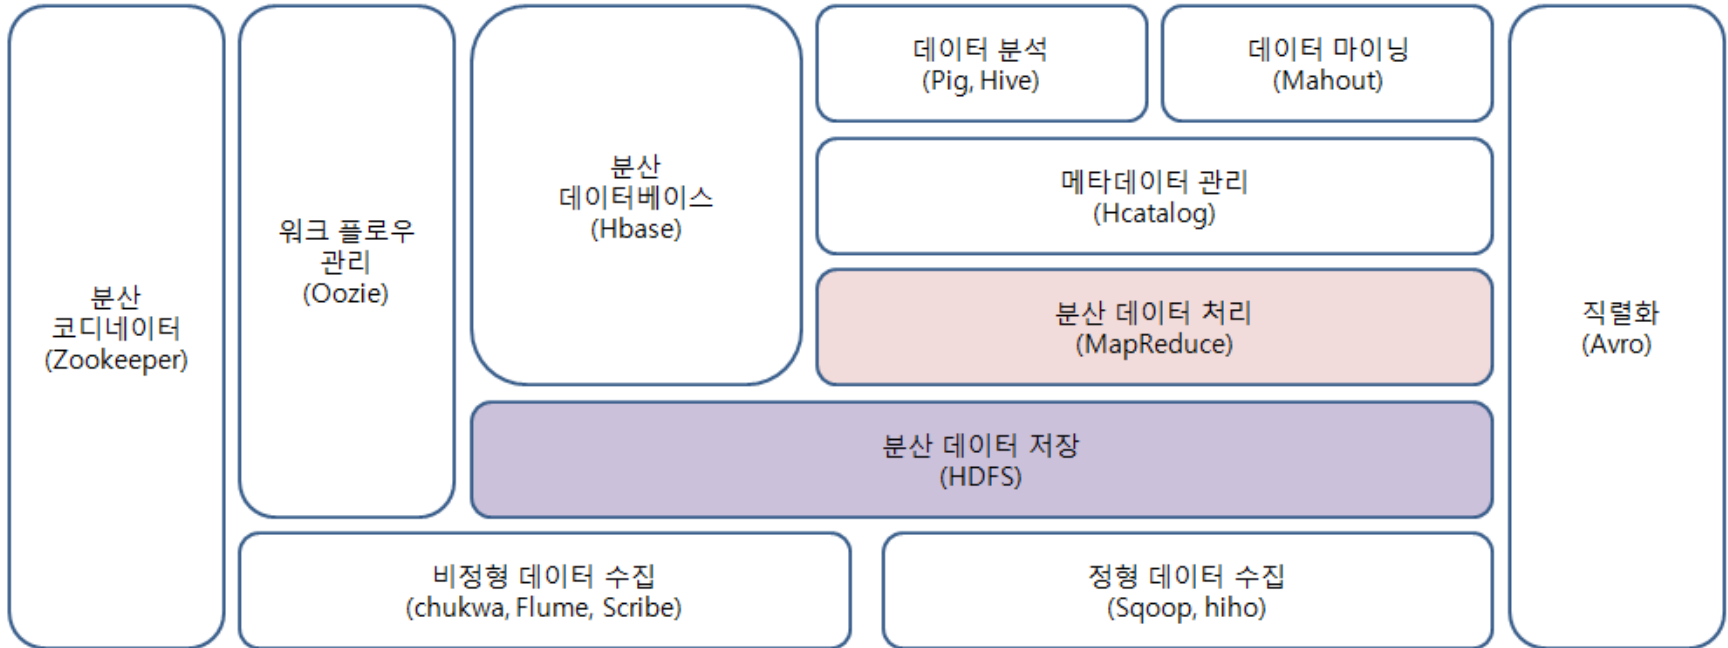 분산
코디네이터
(Zookeeper)
워크 플로우
관리
(Oozie)
분산
데이터베이스
(Hbase)
데이터 분석
(Pig, Hive)
데이터 마이닝
(Mahout)
메타데이터 관리
(Hcatalog)
분산 데이터 처리
(MapReduce)
분산 데이터 저장
(HDFS)
비정형 데이터 수집
(chukwa, Flume, Scribe)
정형 데이터 수집
(Sqoop, hiho)
직렬화
(Avro)